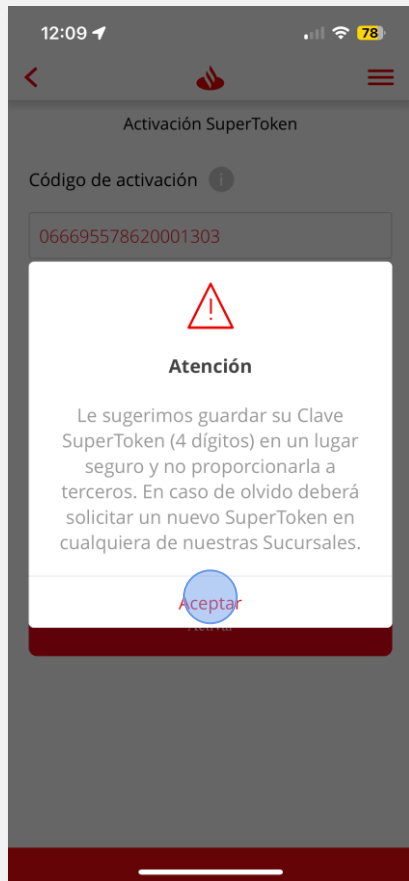 12:09
78
Activación SuperToken
Código de activación i
066695578620001303
Atención
Le sugerimos guardar su Clave
SuperToken (4 dígitos) en un lugar
seguro y no proporcionarla a
terceros. En caso de olvido deberá
solicitar un nuevo SuperToken en
cualquiera de nuestras Sucursales.
Aceptar
Activar